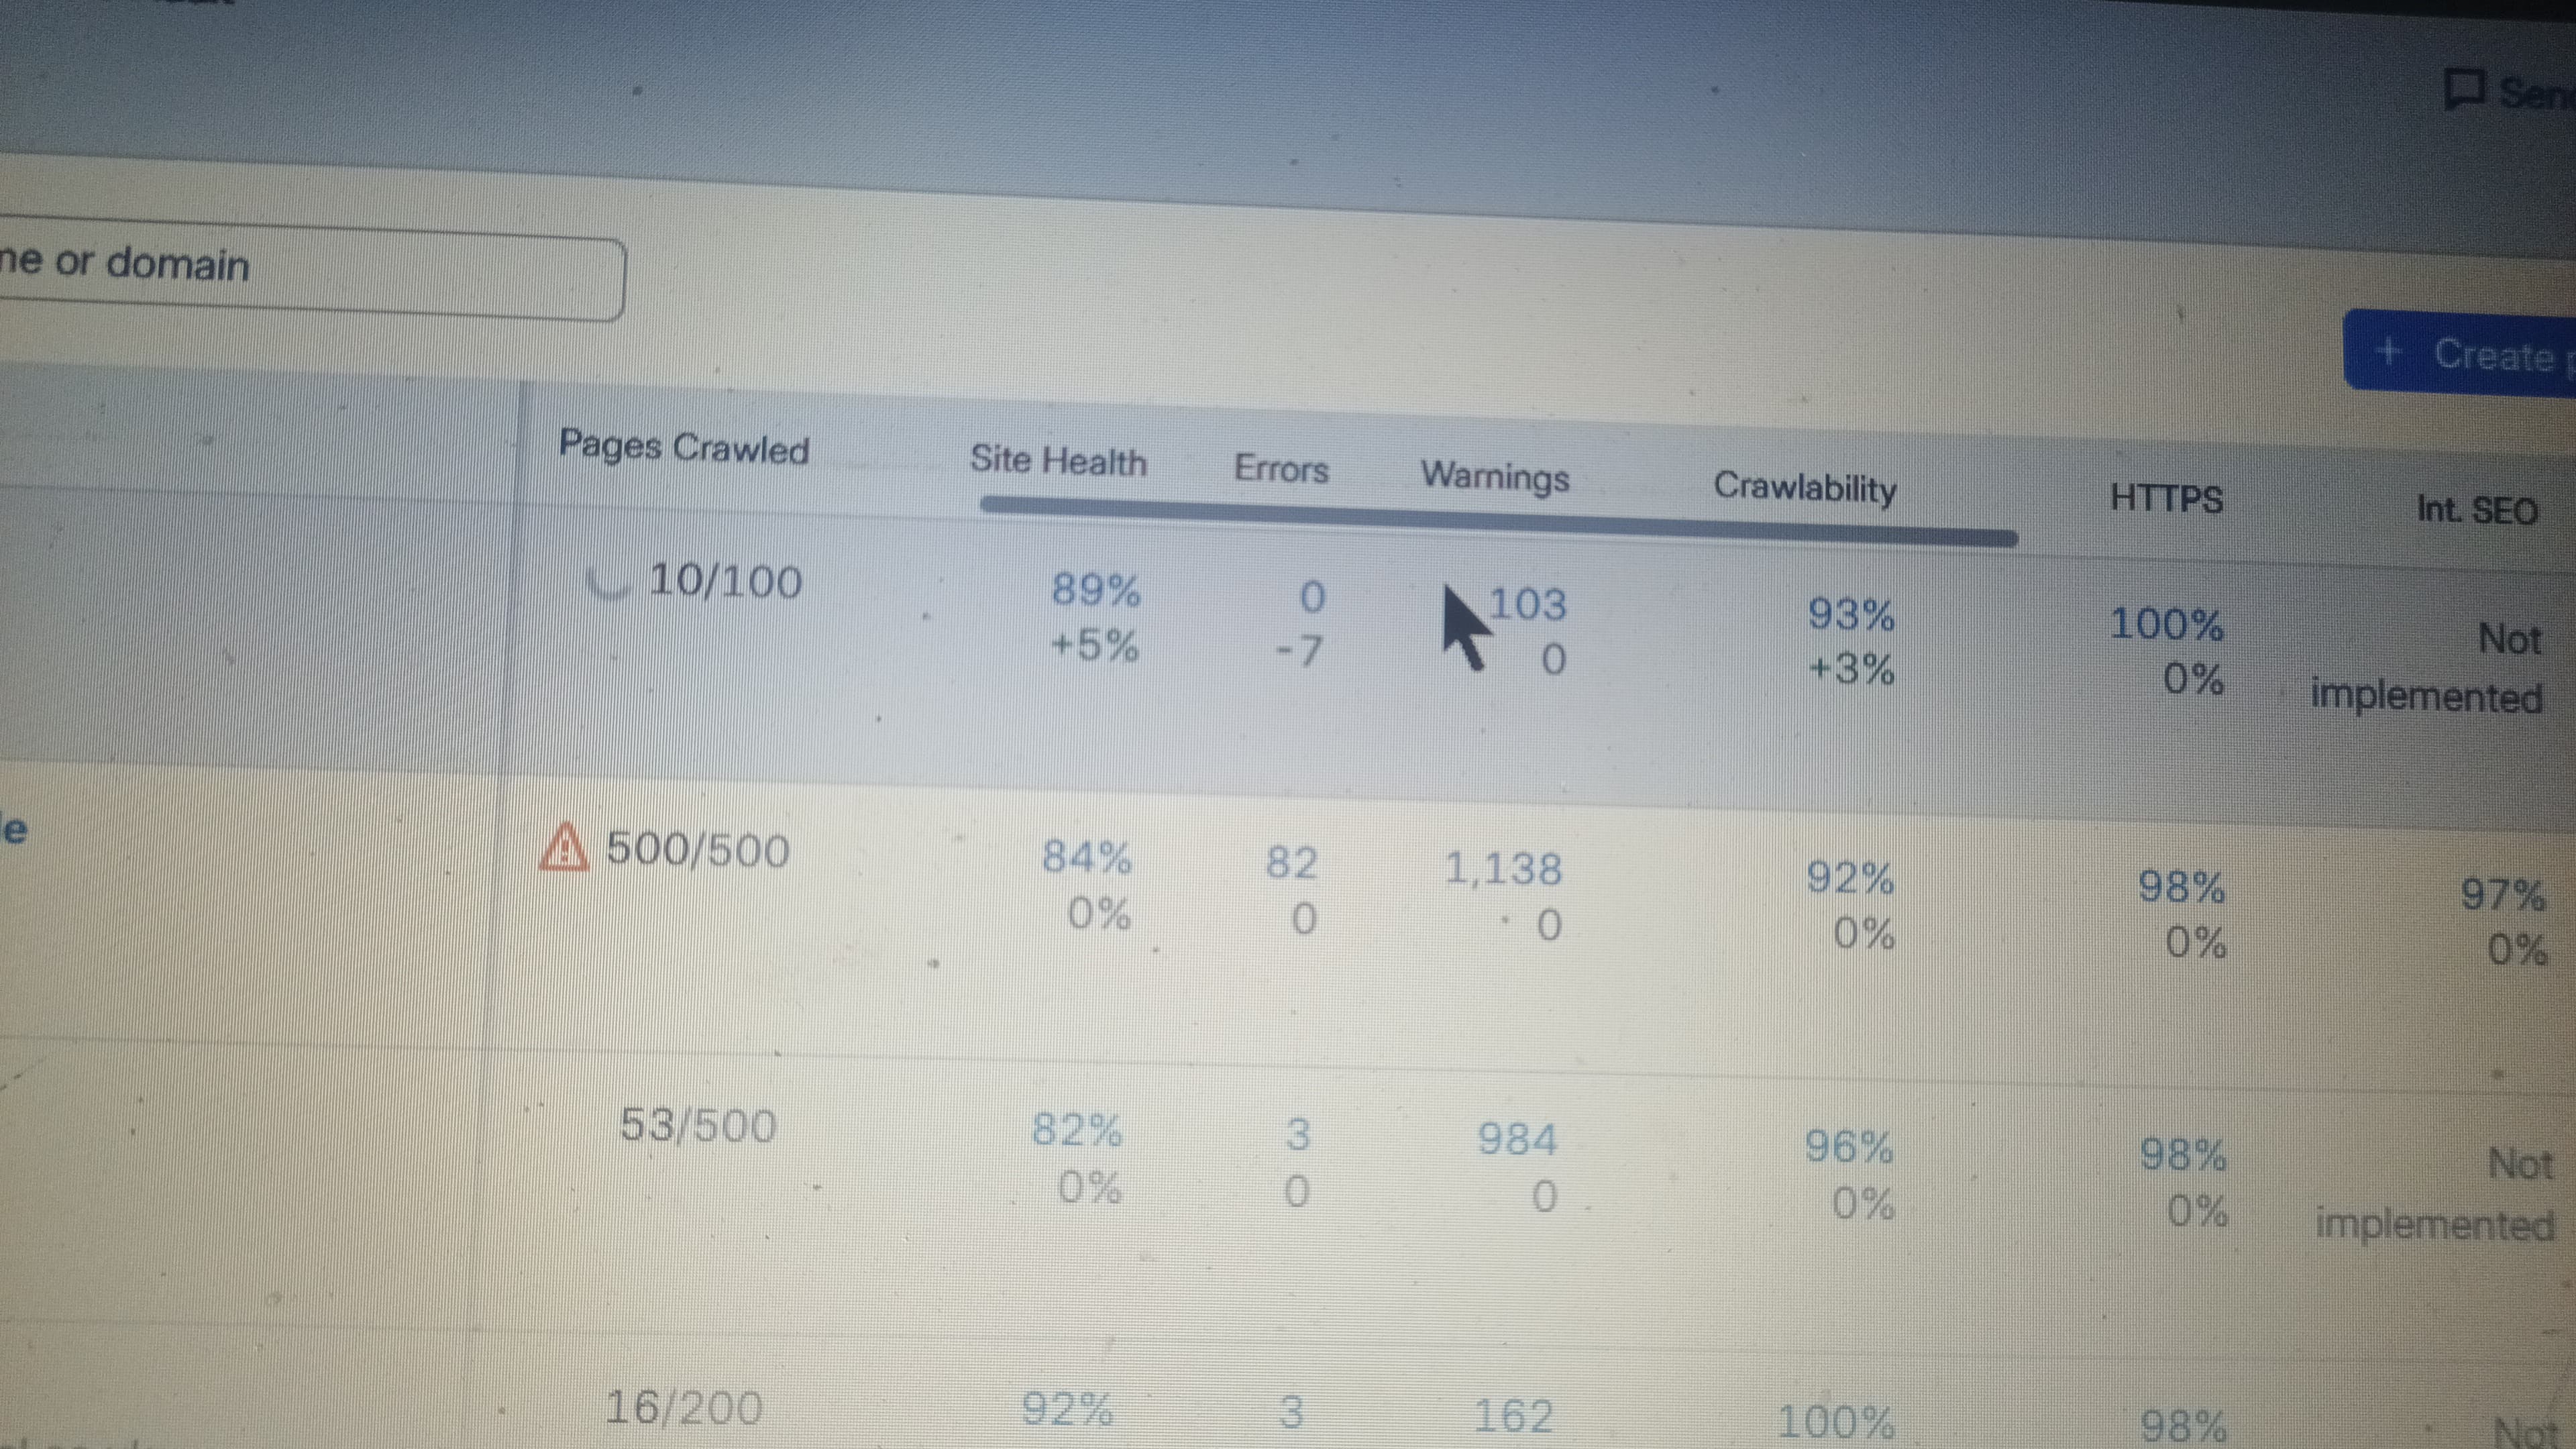 ne or domain
Create
Pages Crawled Site Health Errors Warnings Crawlability HTTPS Int. SEO
10/100 89% 0 103 93% 100% Not
+5% -7 0 +3% 0% implemented
e 500/500 84% 82 1,138 92% 98% 97%
0% 0 0 0% 0% 0%
53/500 82% 3 984 96% 98% Not
0% 0 0 0% 0% implemented
16/200 92% 3 162 100% 98% Not